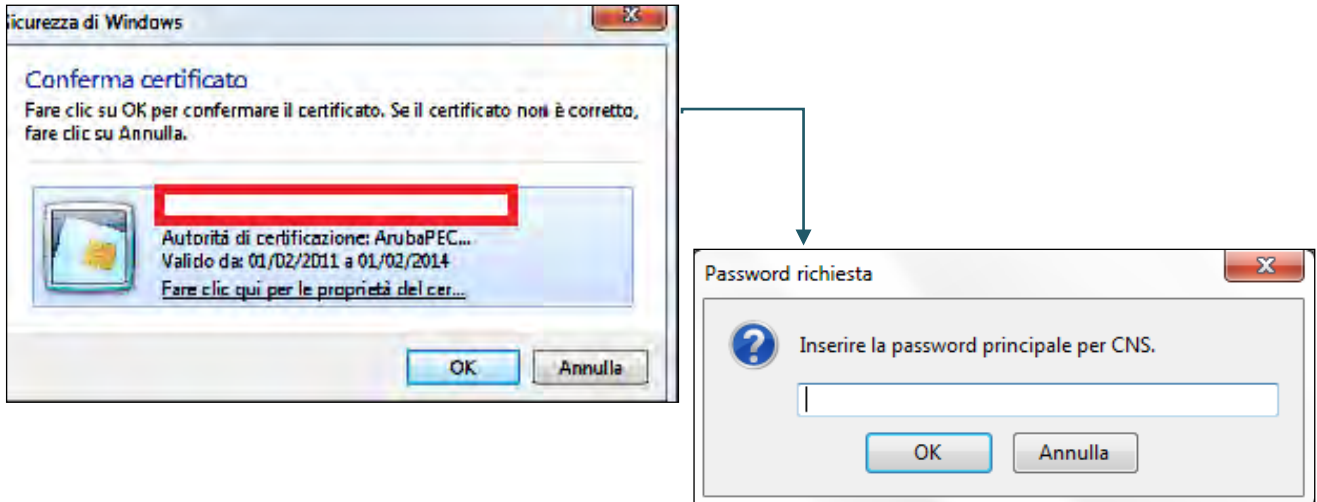 Sicurezza di Windows
Conferma certificato
Fare clic su OK per confermare il certificato. Se il certificato non è corretto,
fare clic su Annulla.
Autorità di certificazione: ArubaPEC...
Valido da: 01/02/2011 a 01/02/2014
Fare clic qui per le proprietà del cer...
OK
Annulla
Password richiesta
Inserire la password principale per CNS.
OK
Annulla